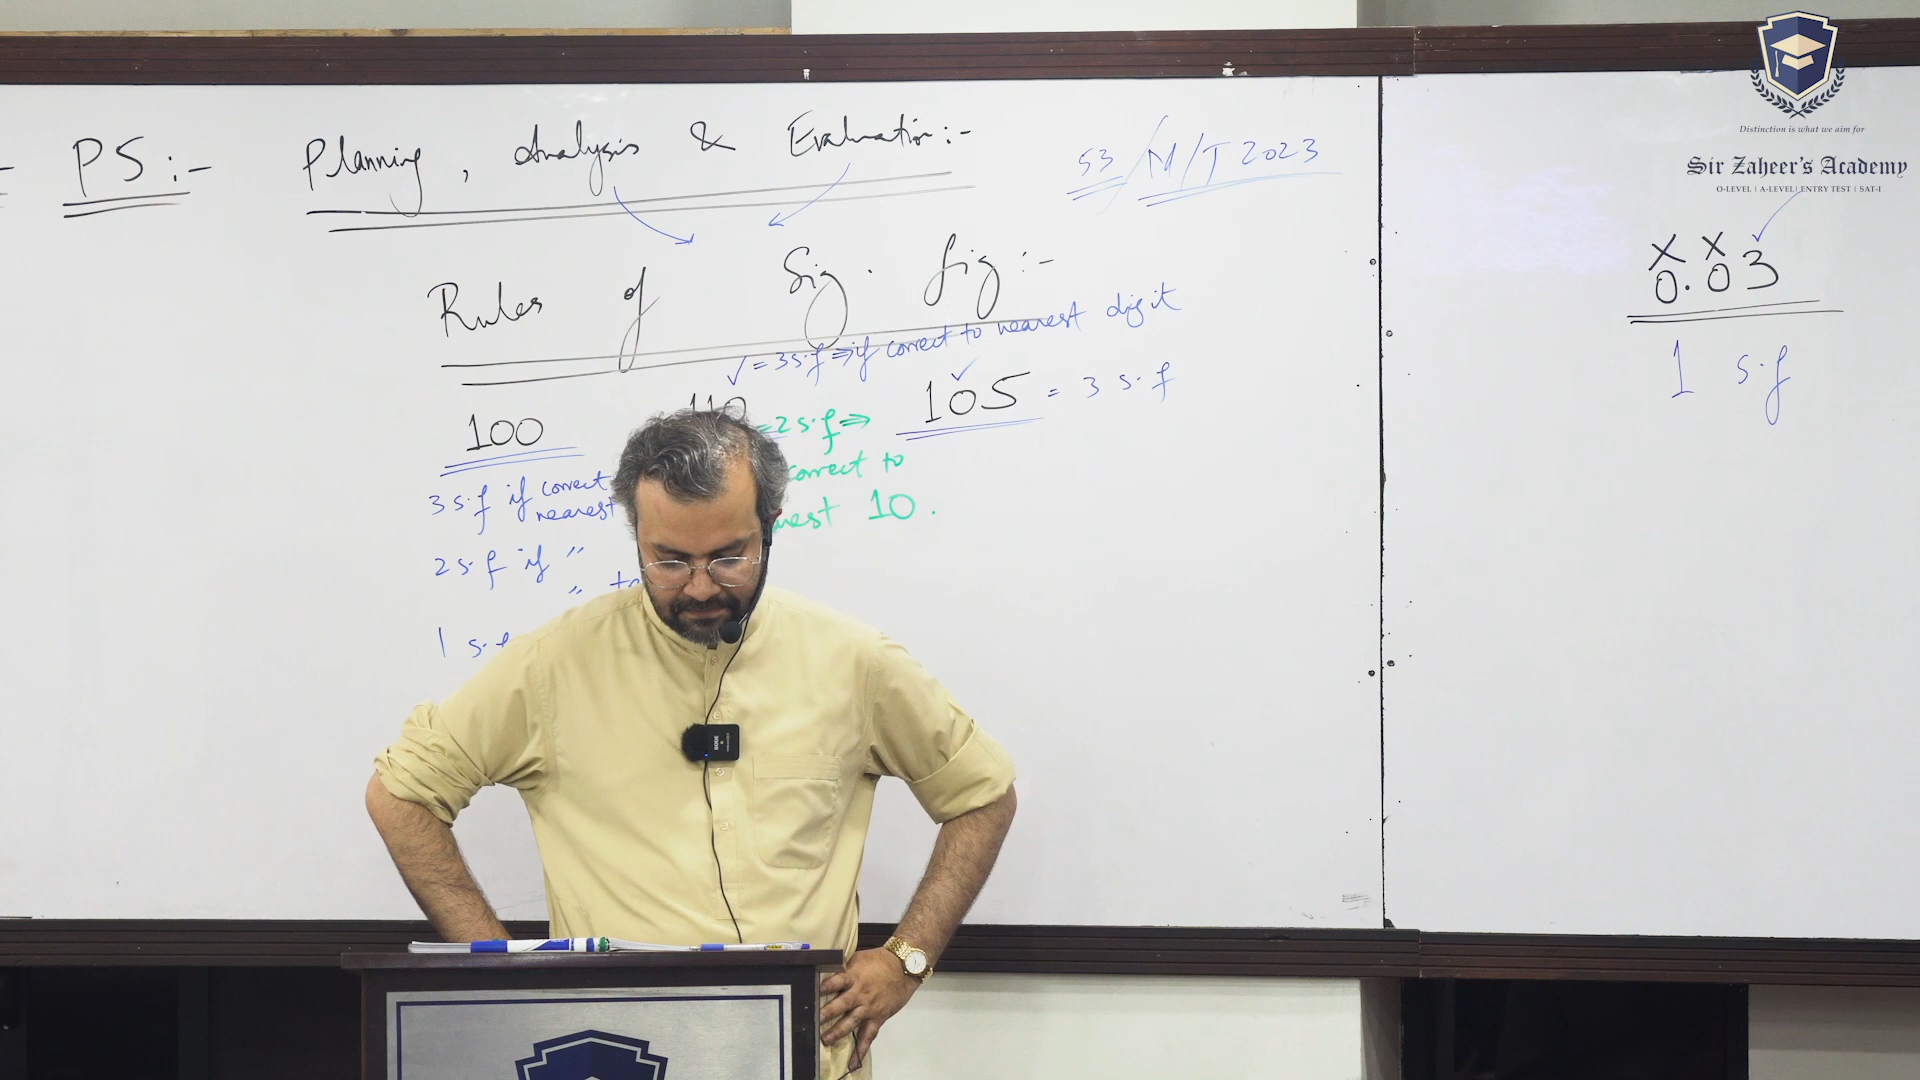 PS:- Planning, Analysis & Evaluation:-
53/M/T 2023
Rules of Sig. fig:-
✓ = 3 s.f ⇒ if correct to nearest digit
100
3 s.f if correct
nearest
2 s.f if "
"
1 s.f
110
= 2 s.f ⇒
correct to
10.
105 = 3 s.f
X X
0.03
1 s.f
Distinction is what we aim for
Sir Zaheer's Academy
O-LEVEL | A-LEVEL | ENTRY TEST | SAT-I